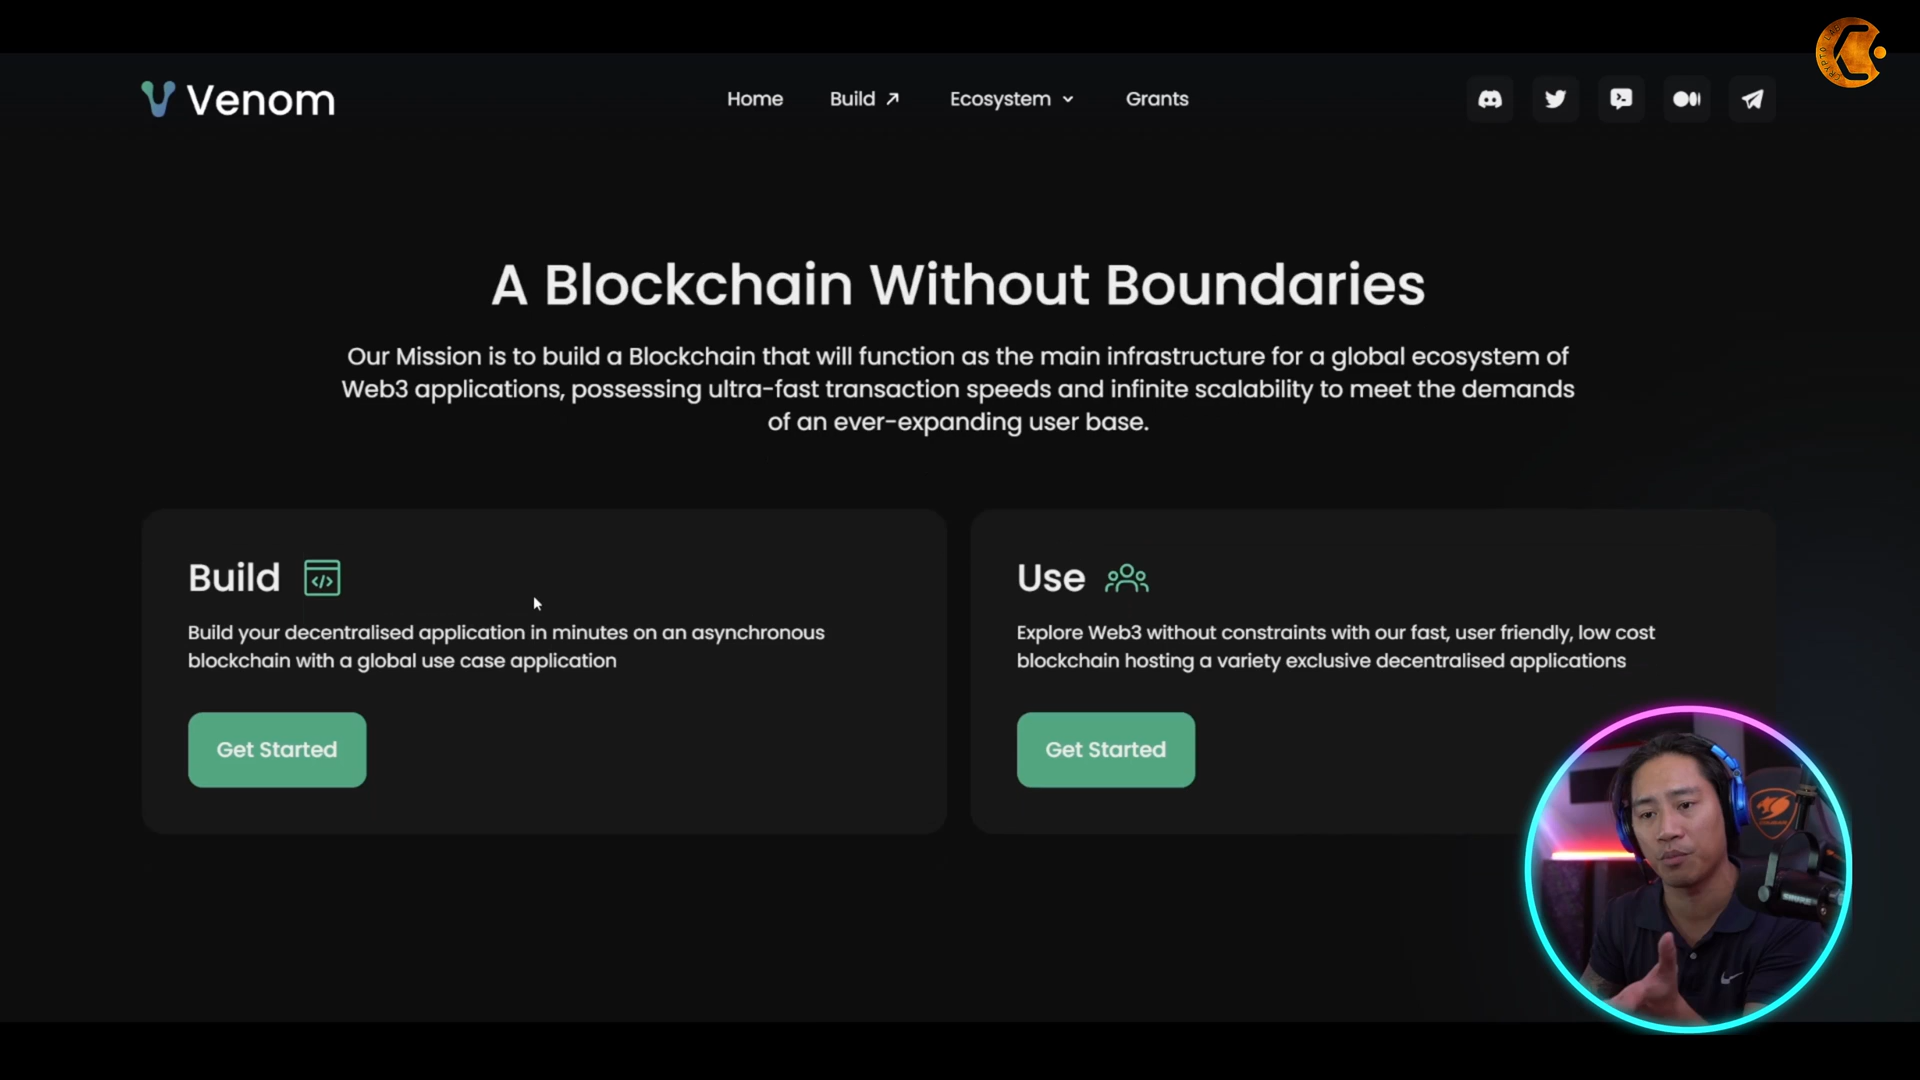 Venom
Home
Build
Ecosystem
Grants
A Blockchain Without Boundaries
Our Mission is to build a Blockchain that will function as the main infrastructure for a global ecosystem of
Web3 applications, possessing ultra-fast transaction speeds and infinite scalability to meet the demands
of an ever-expanding user base.
Build
Build your decentralised application in minutes on an asynchronous
blockchain with a global use case application
Get Started
Use
Explore Web3 without constraints with our fast, user friendly, low cost
blockchain hosting a variety exclusive decentralised applications
Get Started